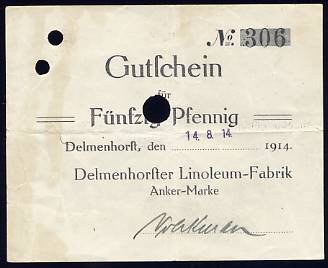 No. 306
Gutschein
für
Fünfzig Pfennig
14. 8. 14
Delmenhorst, den 1914.
Delmenhorster Linoleum-Fabrik
Anker-Marke